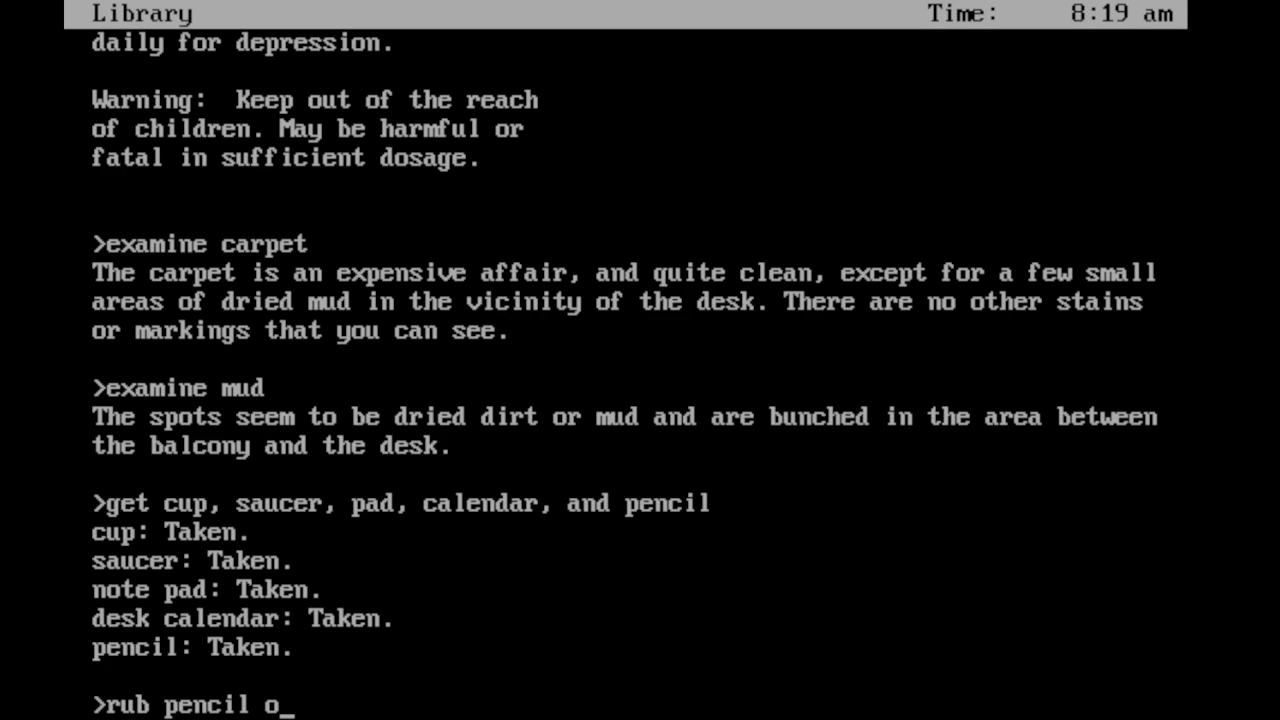 Library Time: 8:19 am
daily for depression.
Warning: Keep out of the reach
of children. May be harmful or
fatal in sufficient dosage.
>examine carpet
The carpet is an expensive affair, and quite clean, except for a few small
areas of dried mud in the vicinity of the desk. There are no other stains
or markings that you can see.
>examine mud
The spots seem to be dried dirt or mud and are bunched in the area between
the balcony and the desk.
>get cup, saucer, pad, calendar, and pencil
cup: Taken.
saucer: Taken.
note pad: Taken.
desk calendar: Taken.
pencil: Taken.
>rub pencil o_